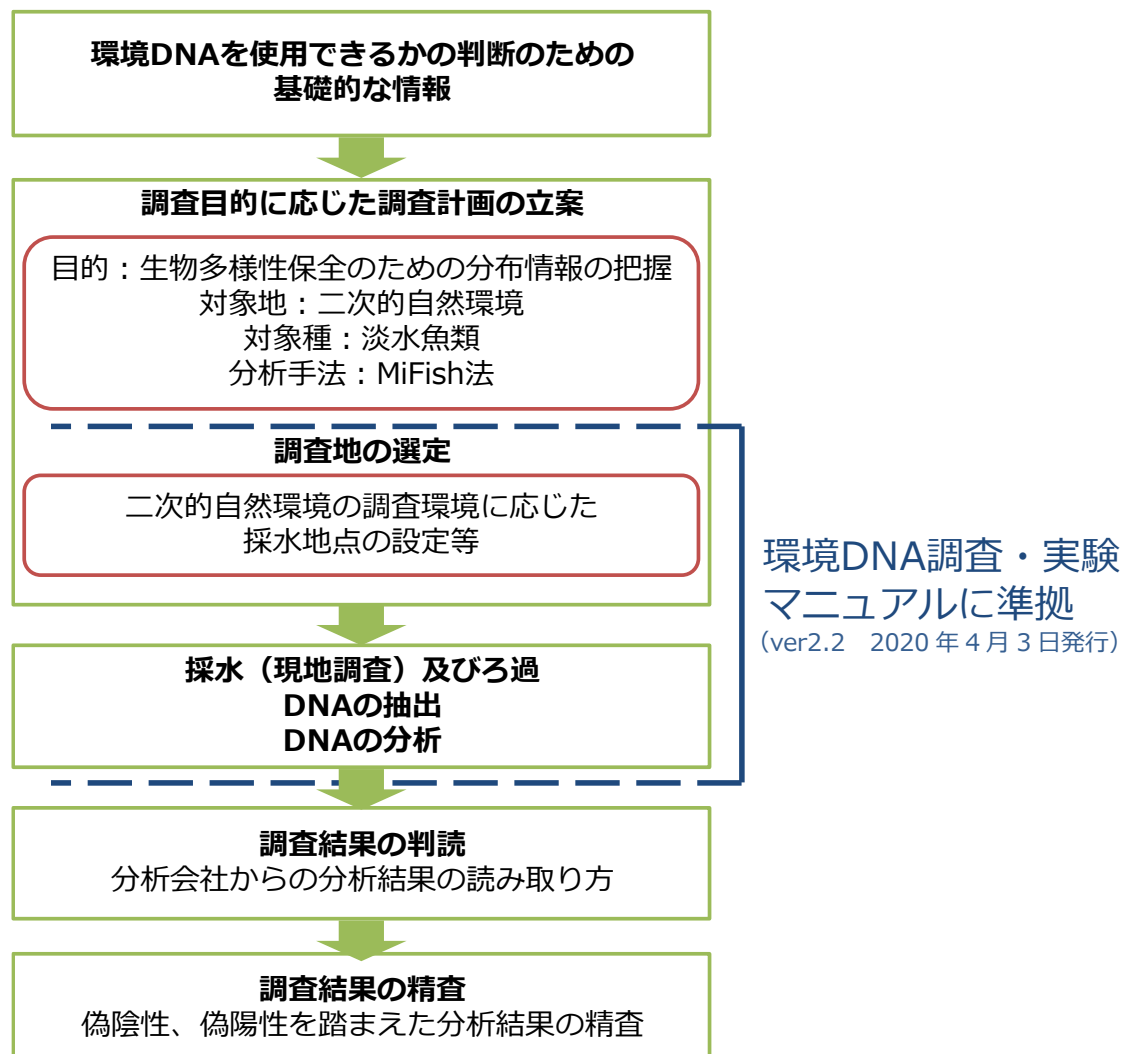 環境DNAを使用できるかの判断のための
基礎的な情報
調査目的に応じた調査計画の立案
目的：生物多様性保全のための分布情報の把握
対象地：二次的自然環境
対象種：淡水魚類
分析手法：MiFish法
調査地の選定
二次的自然環境の調査環境に応じた
採水地点の設定等
環境DNA調査・実験
マニュアルに準拠
（ver2.2　2020 年 4 月 3 日発行）
採水（現地調査）及びろ過
DNAの抽出
DNAの分析
調査結果の判読
分析会社からの分析結果の読み取り方
調査結果の精査
偽陰性、偽陽性を踏まえた分析結果の精査